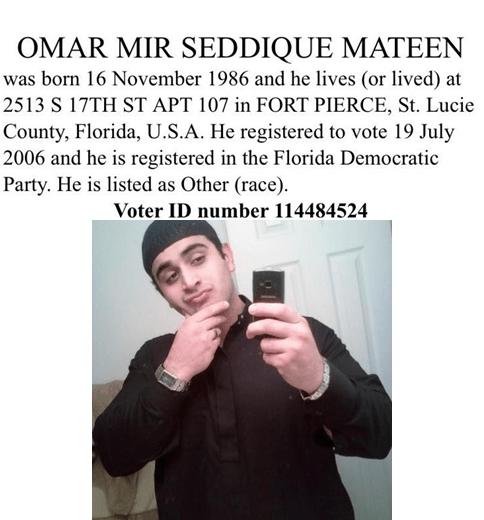 OMAR MIR SEDDIQUE MATEEN
was born 16 November 1986 and he lives (or lived) at
2513 S 17TH ST APT 107 in FORT PIERCE, St. Lucie
County, Florida, U.S.A. He registered to vote 19 July
2006 and he is registered in the Florida Democratic
Party. He is listed as Other (race).
Voter ID number 114484524